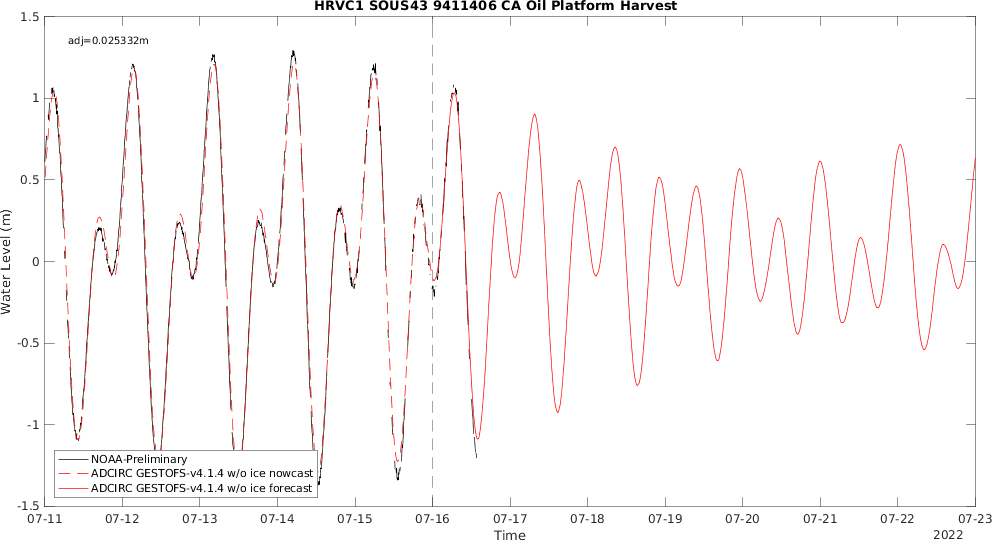 HRVC1 SOUS43 9411406 CA Oil Platform Harvest
adj=0.025332m
1.5
1
0.5
0
-0.5
-1
-1.5
Water Level (m)
NOAA-Preliminary
ADCIRC GESTOFS-v4.1.4 w/o ice nowcast
ADCIRC GESTOFS-v4.1.4 w/o ice forecast
07-11 07-12 07-13 07-14 07-15 07-16 07-17 07-18 07-19 07-20 07-21 07-22 07-23
Time
2022